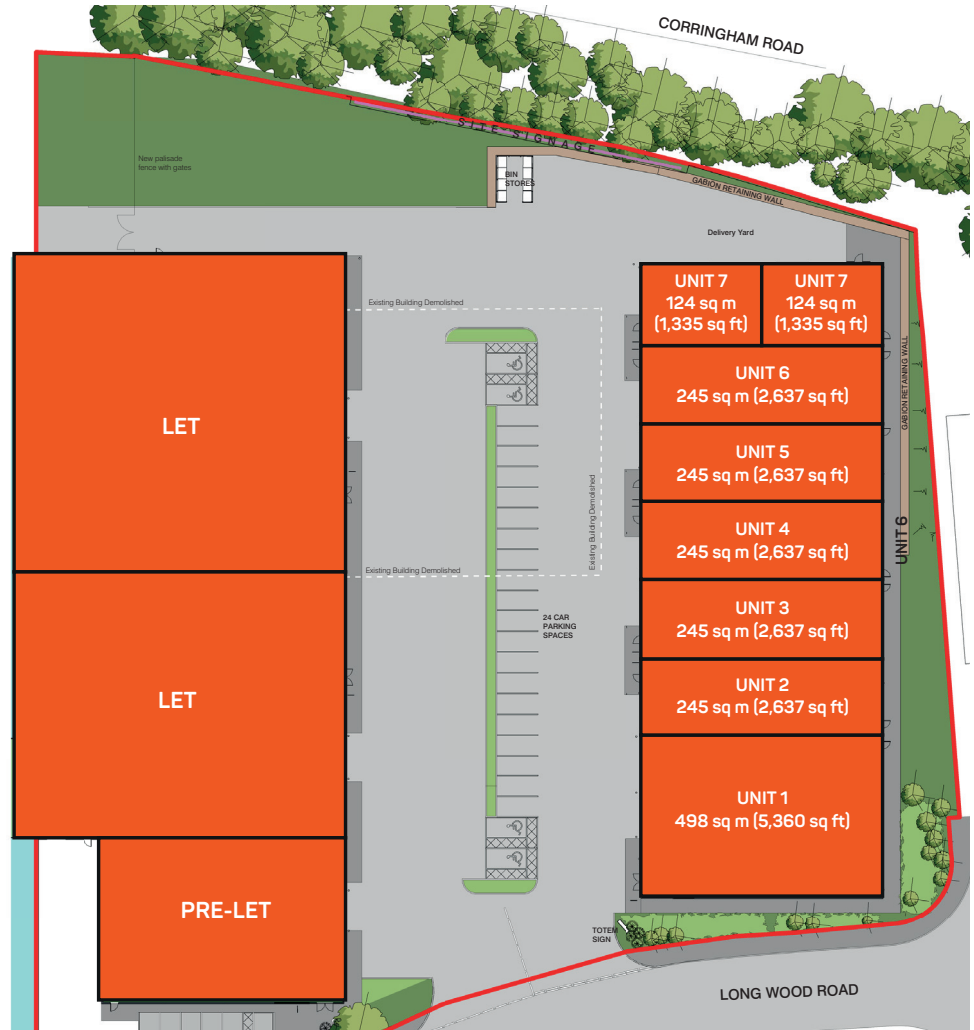 CORRINGHAM ROAD
SITE SIGNAGE
New palisade
fence with gates
BIN
STORES
GABION RETAINING WALL
Delivery Yard
UNIT 7
124 sq m
(1,335 sq ft)
UNIT 7
124 sq m
(1,335 sq ft)
Existing Building Demolished
UNIT 6
245 sq m (2,637 sq ft)
GABION RETAINING WALL
LET
UNIT 5
245 sq m (2,637 sq ft)
Existing Building Demolished
UNIT 4
245 sq m (2,637 sq ft)
UNIT 6
Existing Building Demolished
UNIT 3
245 sq m (2,637 sq ft)
24 CAR
PARKING
SPACES
LET
UNIT 2
245 sq m (2,637 sq ft)
UNIT 1
498 sq m (5,360 sq ft)
PRE-LET
TOTEM
SIGN
LONG WOOD ROAD